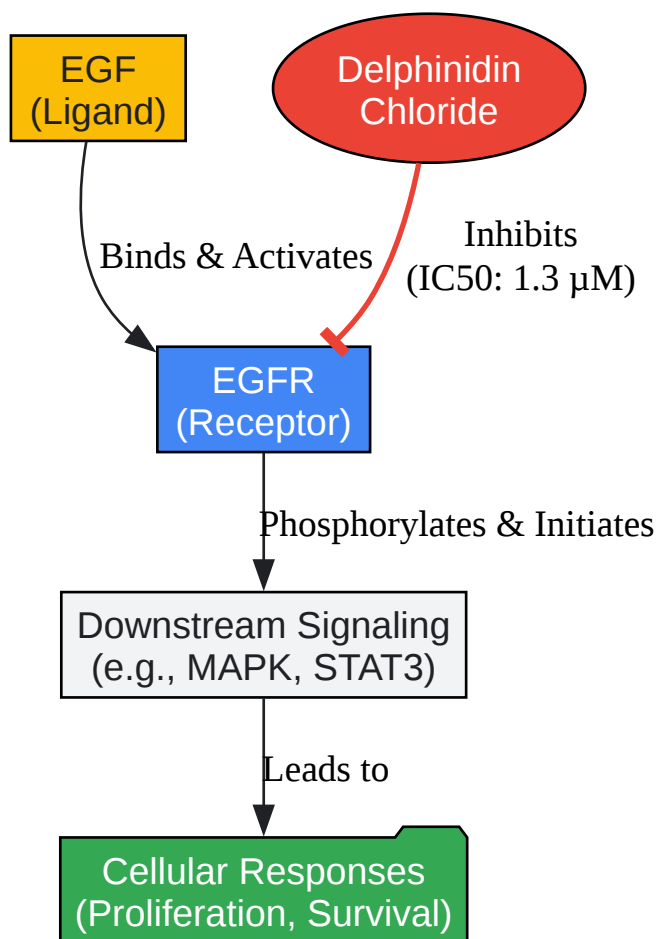 EGF
(Ligand)
Delphinidin
Chloride
Binds & Activates
Inhibits
(IC50: 1.3 µM)
EGFR
(Receptor)
Phosphorylates & Initiates
Downstream Signaling
(e.g., MAPK, STAT3)
Leads to
Cellular Responses
(Proliferation, Survival)